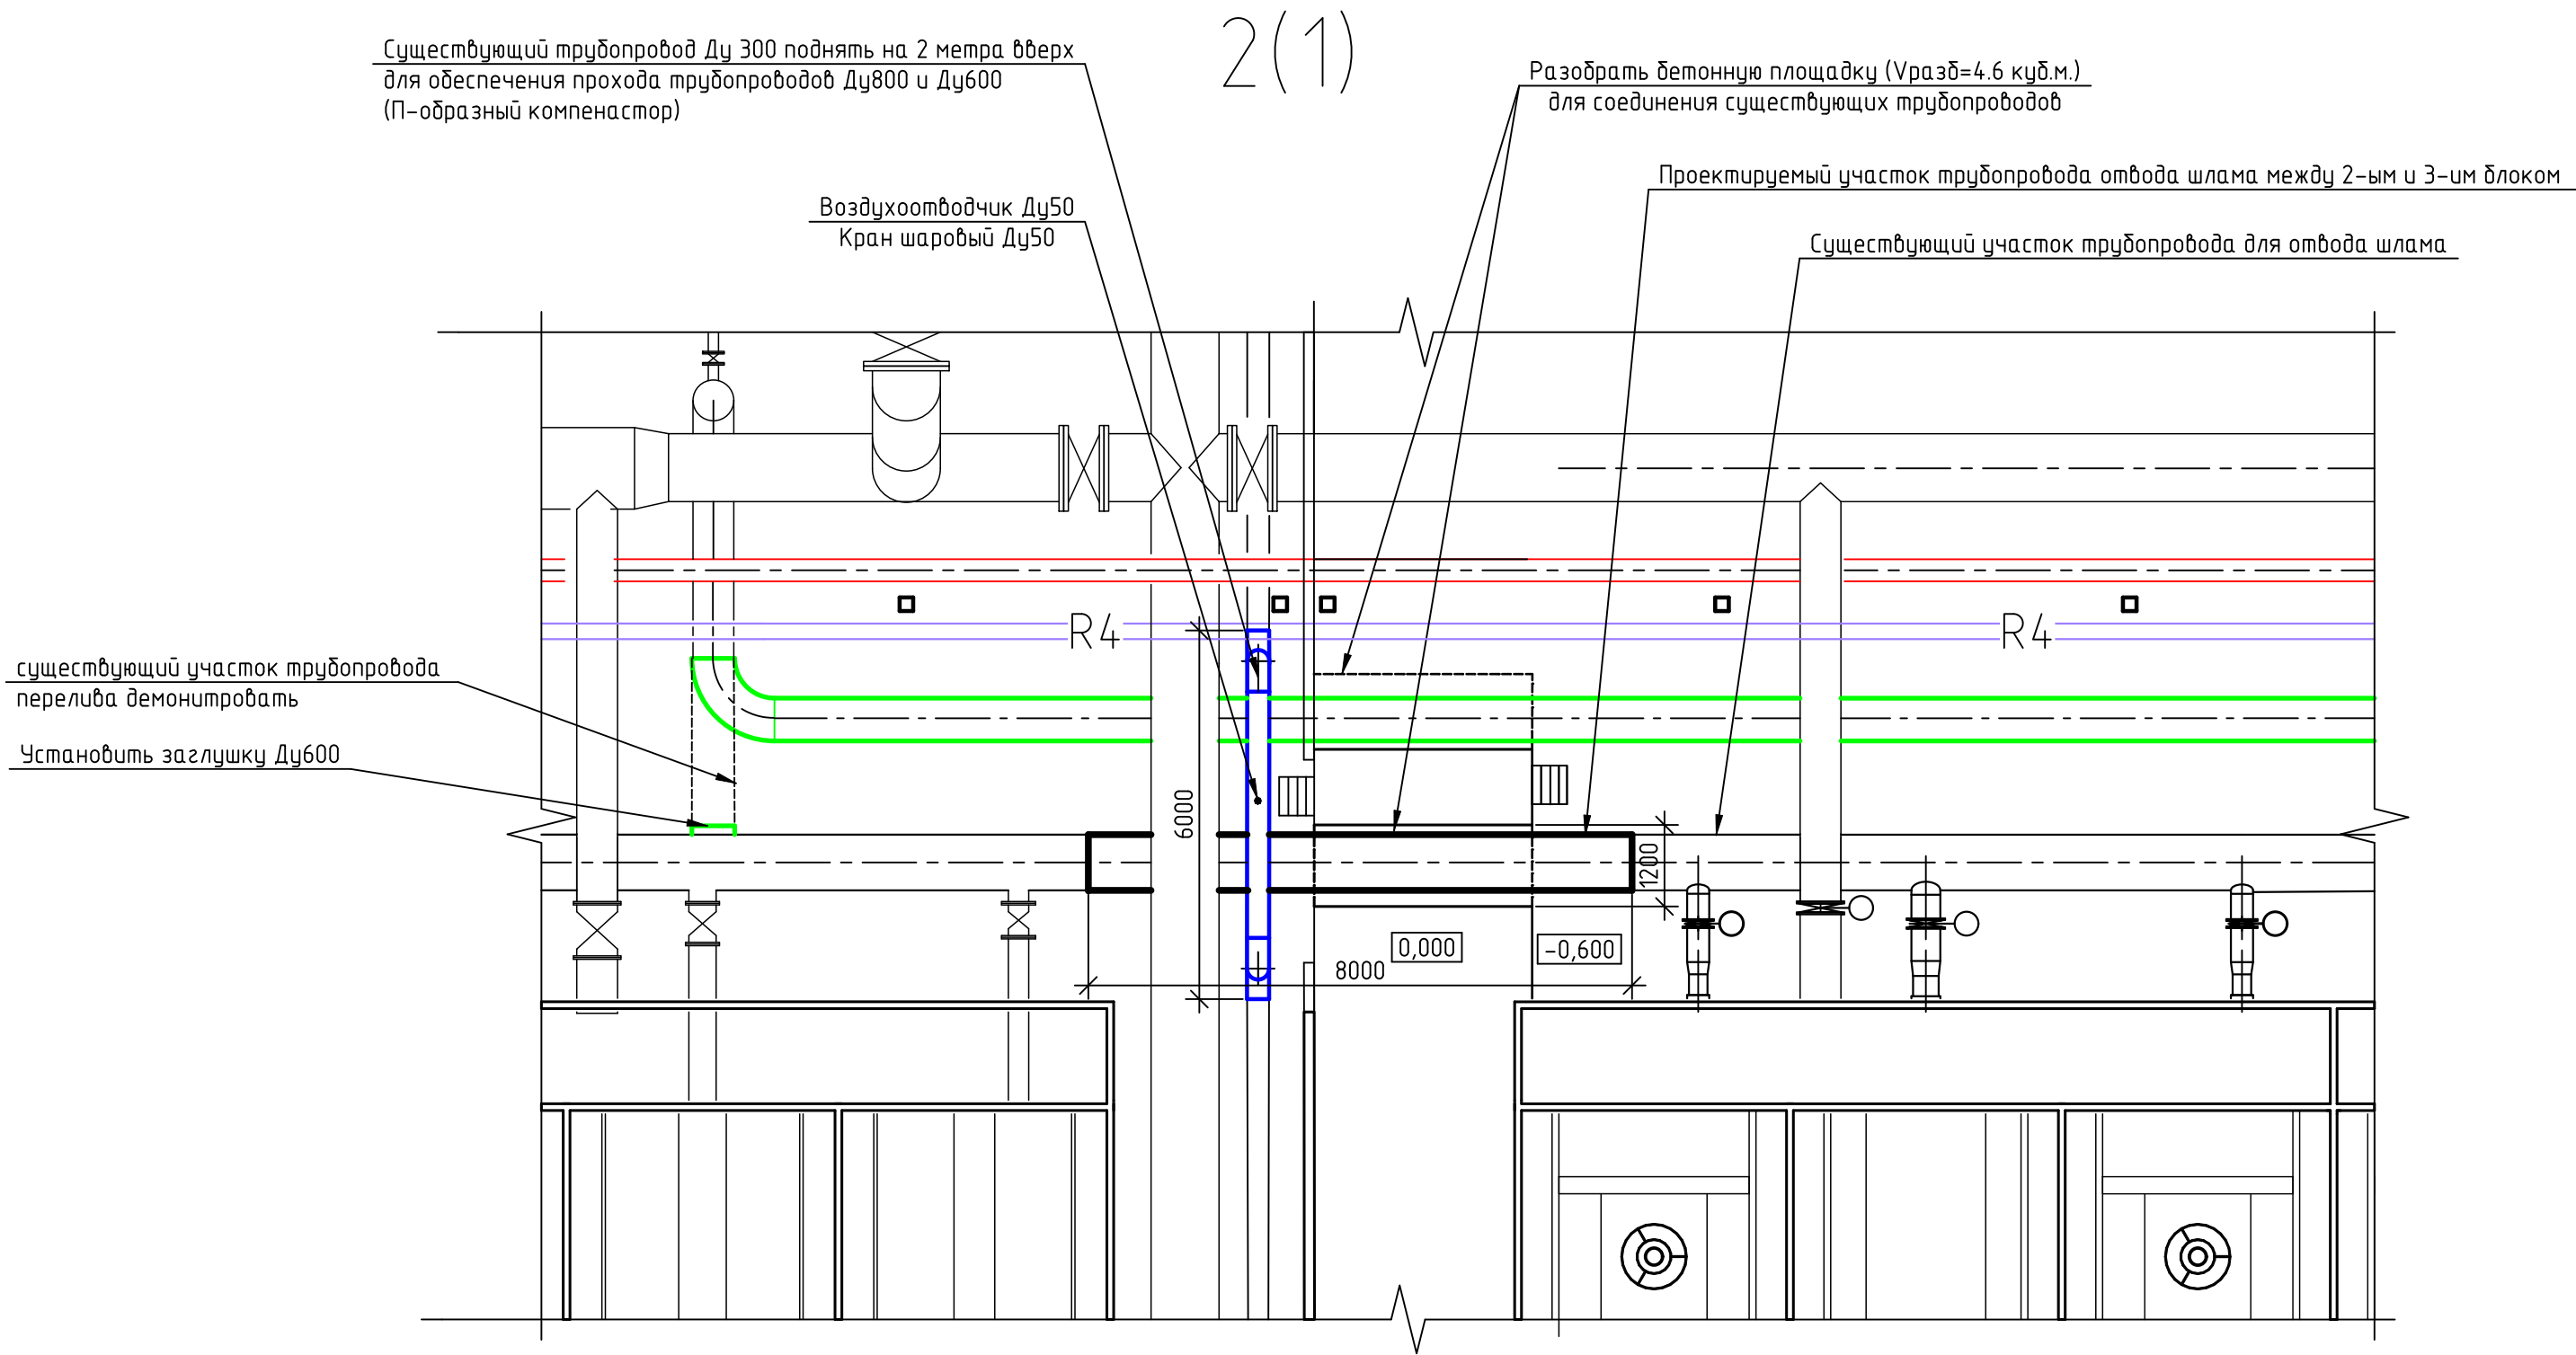 2(1)
Существующий трубопровод Ду 300 поднять на 2 метра вверх
для обеспечения прохода трубопроводов Ду800 и Ду600
(П-образный компенастор)
Разобрать бетонную площадку (Vразб=4.6 куб.м.)
для соединения существующих трубопроводов
Проектируемый участок трубопровода отвода шлама между 2-ым и 3-им блоком
Воздухоотводчик Ду50
Кран шаровый Ду50
Существующий участок трубопровода для отвода шлама
R4
R4
существующий участок трубопровода
перелива демонитровать
Установить заглушку Ду600
6000
1200
0,000
-0,600
8000